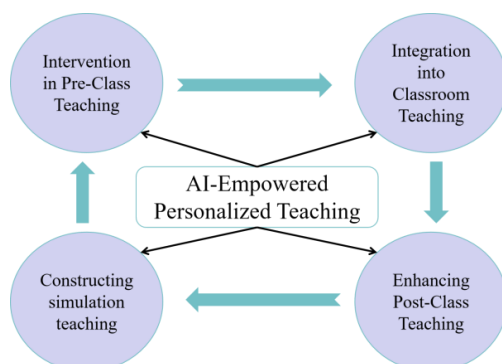 Intervention
in Pre-Class
Teaching
Integration
into
Classroom
Teaching
AI-Empowered
Personalized Teaching
Constructing
simulation
teaching
Enhancing
Post-Class
Teaching